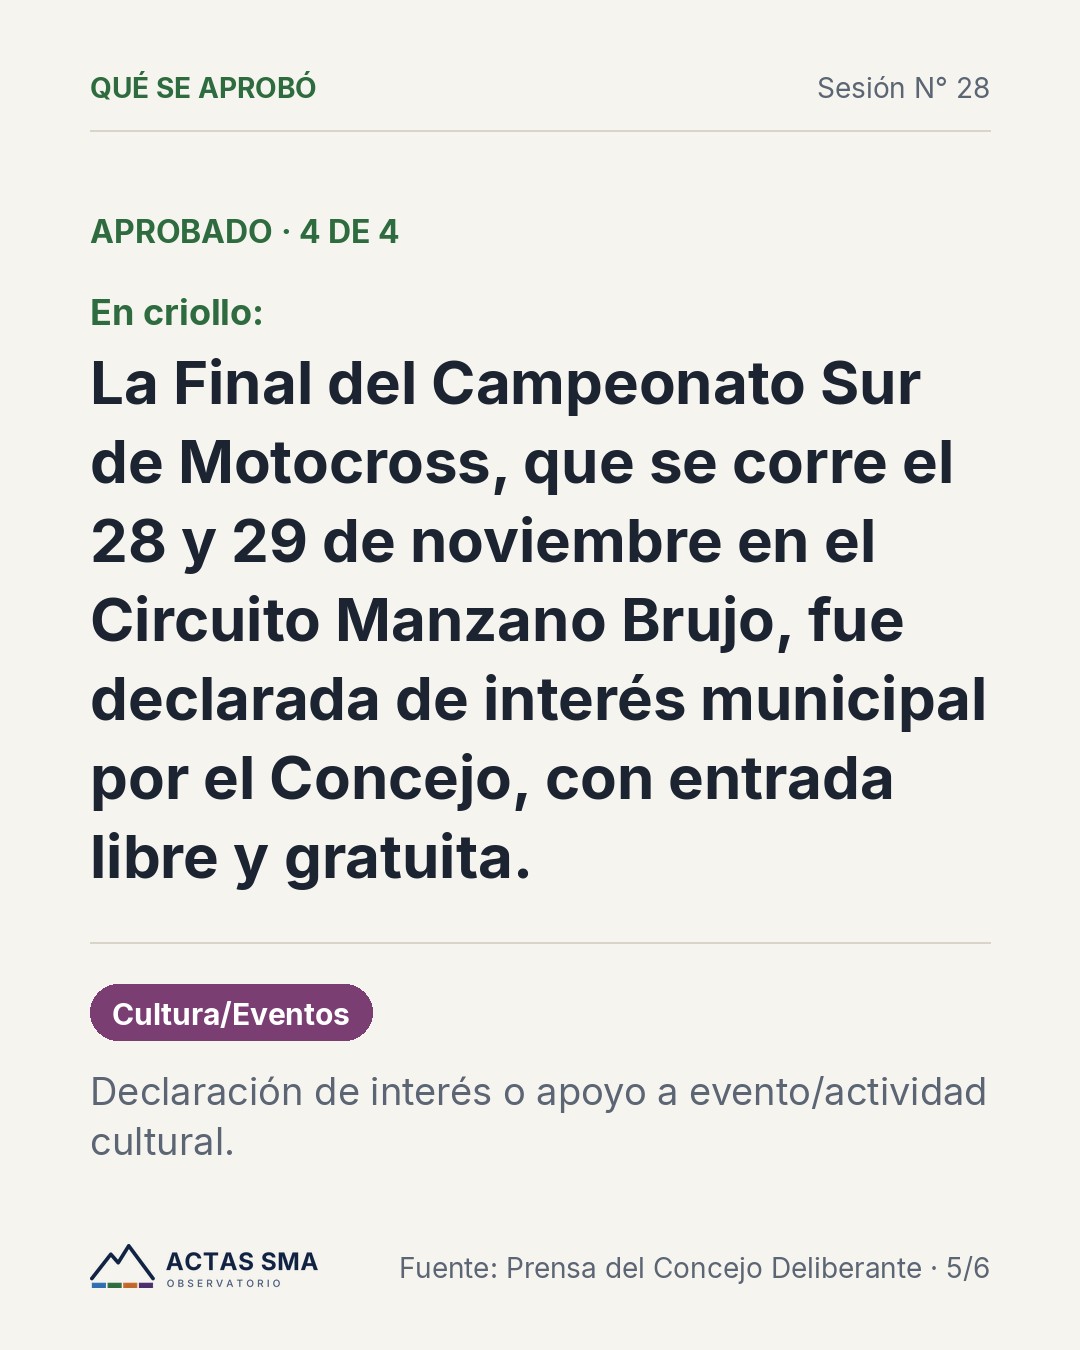 QUÉ SE APROBÓ
Sesión N° 28
APROBADO · 4 DE 4
En criollo:
La Final del Campeonato Sur
de Motocross, que se corre el
28 y 29 de noviembre en el
Circuito Manzano Brujo, fue
declarada de interés municipal
por el Concejo, con entrada
libre y gratuita.
Cultura/Eventos
Declaración de interés o apoyo a evento/actividad
cultural.
ACTAS SMA
OBSERVATORIO
Fuente: Prensa del Concejo Deliberante · 5/6